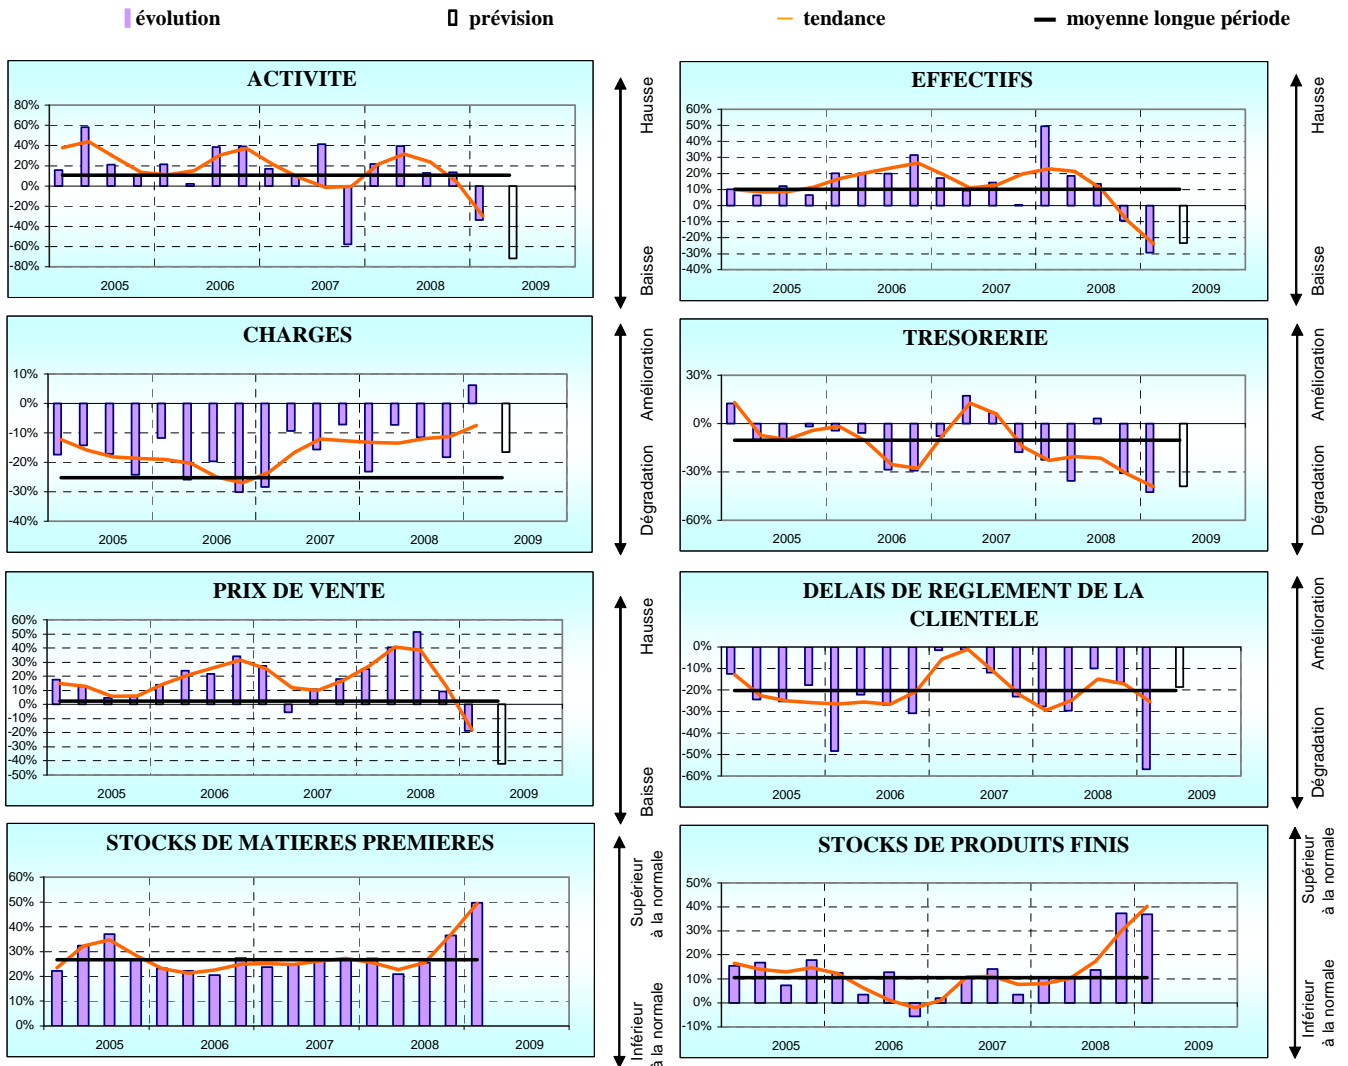 évolution prévision tendance moyenne longue période
ACTIVITE
80%
60%
40%
20%
0%
-20%
-40%
-60%
-80%
2005 2006 2007 2008 2009
Hausse
Baisse
EFFECTIFS
60%
50%
40%
30%
20%
10%
0%
-10%
-20%
-30%
-40%
2005 2006 2007 2008 2009
Hausse
Baisse
CHARGES
10%
0%
-10%
-20%
-30%
-40%
2005 2006 2007 2008 2009
Amélioration
Dégradation
TRESORERIE
30%
0%
-30%
-60%
2005 2006 2007 2008 2009
Amélioration
Dégradation
PRIX DE VENTE
60%
50%
40%
30%
20%
10%
0%
-10%
-20%
-30%
-40%
-50%
2005 2006 2007 2008 2009
Hausse
Baisse
DELAIS DE REGLEMENT DE LA
CLIENTELE
0%
-10%
-20%
-30%
-40%
-50%
-60%
2005 2006 2007 2008 2009
Amélioration
Dégradation
STOCKS DE MATIERES PREMIERES
60%
50%
40%
30%
20%
10%
0%
2005 2006 2007 2008 2009
Supérieur
à la normale
Inférieur
à la normale
STOCKS DE PRODUITS FINIS
50%
40%
30%
20%
10%
0%
-10%
2005 2006 2007 2008 2009
Supérieur
à la normale
Inférieur
à la normale